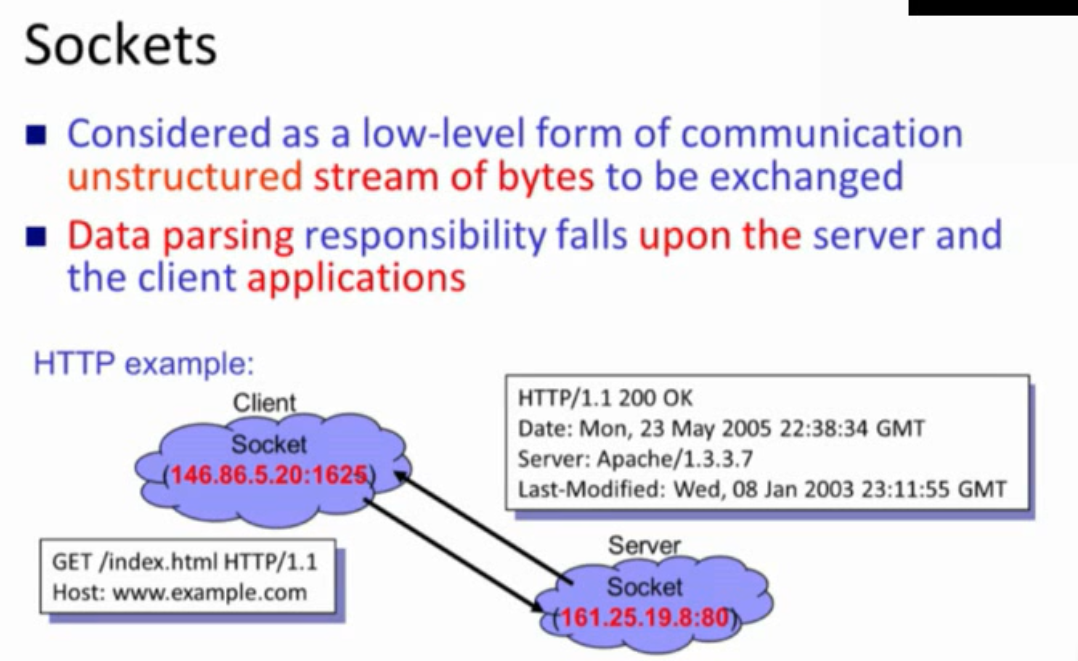 Sockets
Considered as a low-level form of communication
unstructured stream of bytes to be exchanged
Data parsing responsibility falls upon the server and
the client applications
HTTP example:
Client
Socket
(146.86.5.20:1625)
HTTP/1.1 200 OK
Date: Mon, 23 May 2005 22:38:34 GMT
Server: Apache/1.3.3.7
Last-Modified: Wed, 08 Jan 2003 23:11:55 GMT
GET /index.html HTTP/1.1
Host: www.example.com
Server
Socket
(161.25.19.8:80)